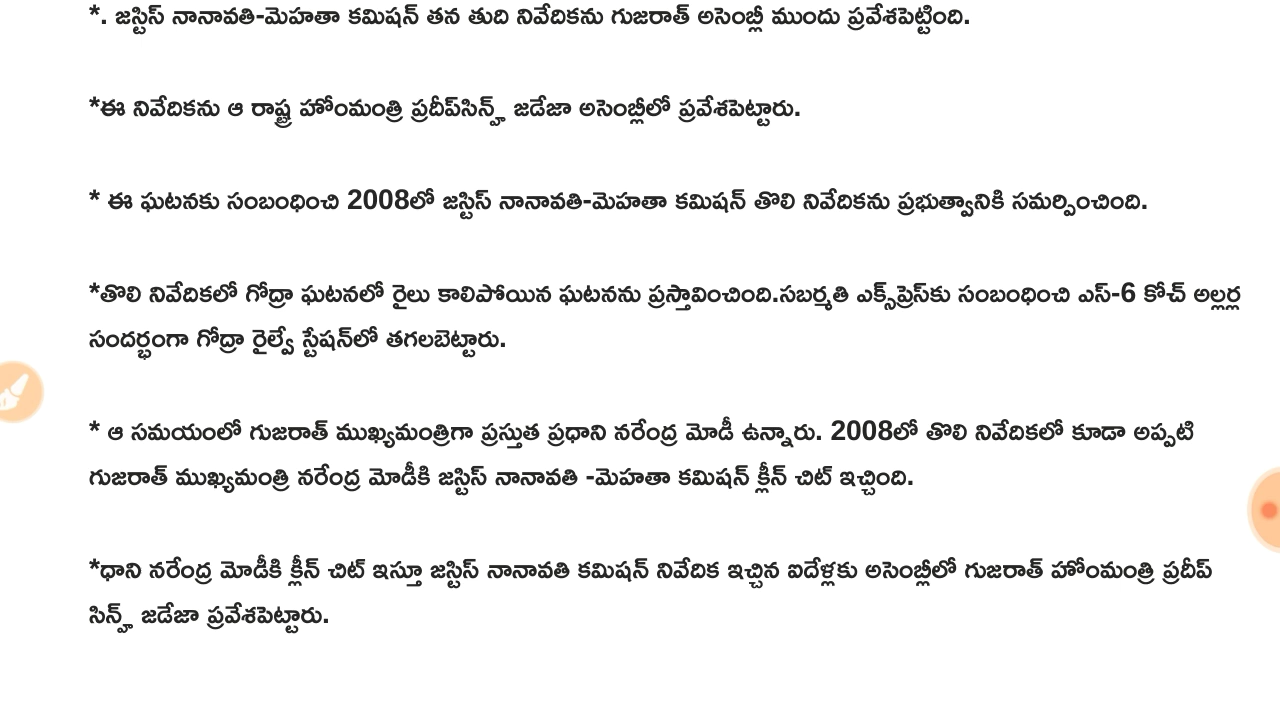 *. జస్టిస్ నానావతి-మెహతా కమిషన్ తన తుది నివేదికను గుజరాత్ అసెంబ్లీ ముందు ప్రవేశపెట్టింది.
*ఈ నివేదికను ఆ రాష్ట్ర హోంమంత్రి ప్రదీప్‌సిన్హ్ జడేజా అసెంబ్లీలో ప్రవేశపెట్టారు.
* ఈ ఘటనకు సంబంధించి 2008లో జస్టిస్ నానావతి-మెహతా కమిషన్ తొలి నివేదికను ప్రభుత్వానికి సమర్పించింది.
*తొలి నివేదికలో గోద్రా ఘటనలో రైలు కాలిపోయిన ఘటనను ప్రస్తావించింది.సబర్మతి ఎక్స్‌ప్రెస్‌కు సంబంధించి ఎస్-6 కోచ్ అల్లర్ల
సందర్భంగా గోద్రా రైల్వే స్టేషన్‌లో తగలబెట్టారు.
* ఆ సమయంలో గుజరాత్ ముఖ్యమంత్రిగా ప్రస్తుత ప్రధాని నరేంద్ర మోడీ ఉన్నారు. 2008లో తొలి నివేదికలో కూడా అప్పటి
గుజరాత్ ముఖ్యమంత్రి నరేంద్ర మోడీకి జస్టిస్ నానావతి -మెహతా కమిషన్ క్లీన్ చిట్ ఇచ్చింది.
*ధాని నరేంద్ర మోడీకి క్లీన్ చిట్ ఇస్తూ జస్టిస్ నానావతి కమిషన్ నివేదిక ఇచ్చిన ఐదేళ్లకు అసెంబ్లీలో గుజరాత్ హోంమంత్రి ప్రదీప్
సిన్హ్ జడేజా ప్రవేశపెట్టారు.